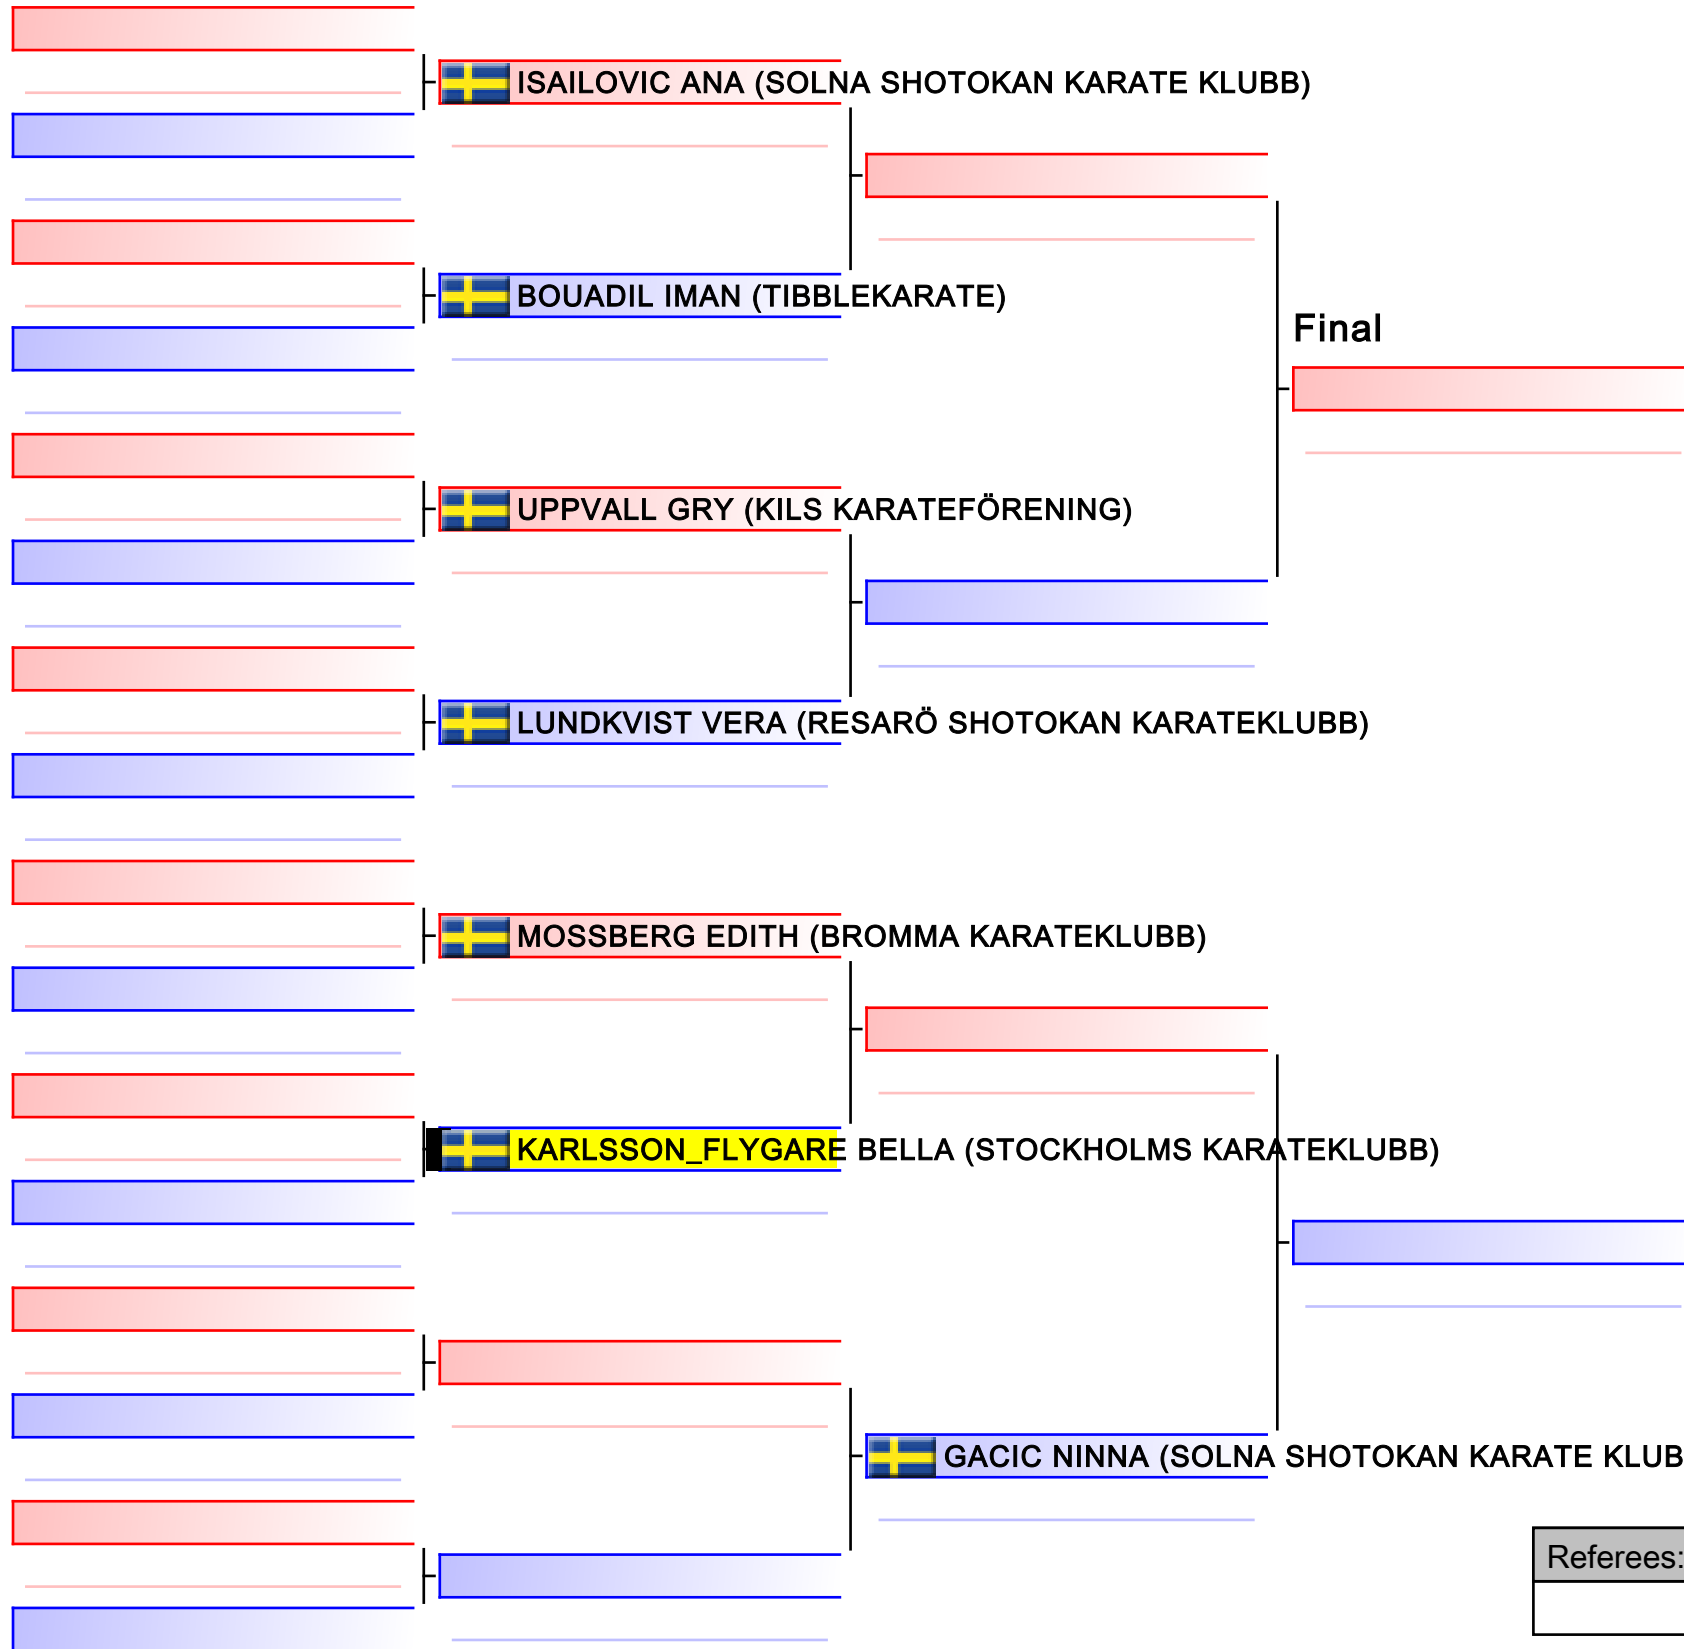 ISAILOVIC ANA (SOLNA SHOTOKAN KARATE KLUBB)
BOUADIL IMAN (TIBBLEKARATE)
Final
UPPVALL GRY (KILS KARATEFÖRENING)
LUNDKVIST VERA (RESARÖ SHOTOKAN KARATEKLUBB)
MOSSBERG EDITH (BROMMA KARATEKLUBB)
KARLSSON_FLYGARE BELLA (STOCKHOLMS KARATEKLUBB)
GACIC NINNA (SOLNA SHOTOKAN KARATE KLUB
Referees: